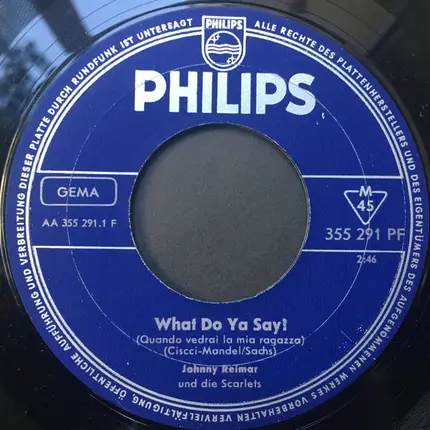 ALLE RECHTE DES PLATTENHERSTELLERS UND DES EIGENTÜMERS DES AUFGENOMMENEN WERKES VORBEHALTEN VERVIELFÄLTIGUNG, ÖFFENTLICHE AUFFÜHRUNG UND VERBREITUNG DIESER PLATTE DURCH RUNDFUNK IST UNTERSAGT
PHILIPS
PHILIPS
GEMA
AA 355 291.1 F
M
45
355 291 PF
2:46
What Do Ya Say!
(Quando vedrai la mia ragazza)
(Ciscci-Mandel/Sachs)
Johnny Reimar
und die Scarlets